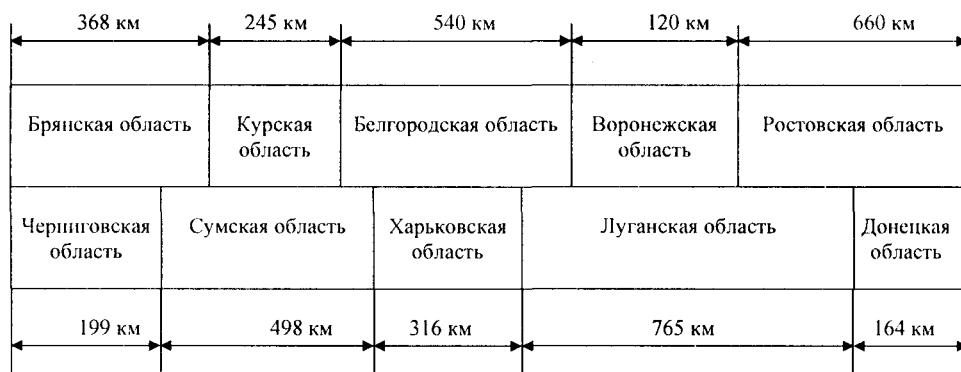 368 км 245 км 540 км 120 км 660 км
Брянская область Курская область Белгородская область Воронежская область Ростовская область
Черниговская область Сумская область Харьковская область Луганская область Донецкая область
199 км 498 км 316 км 765 км 164 км